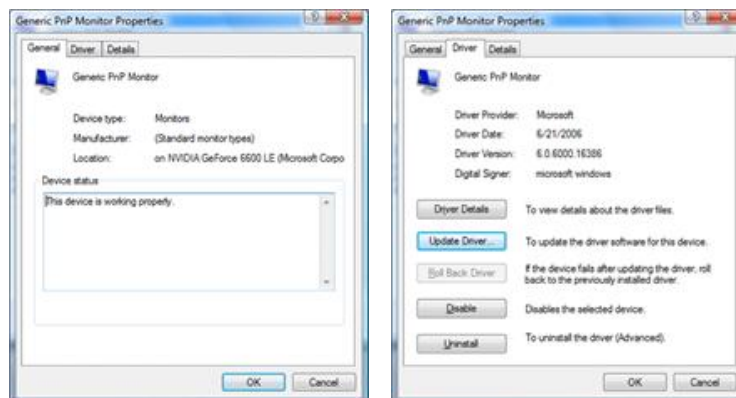 Generic PnP Monitor Properties
General Driver Details
Generic PnP Monitor
Device type: Monitors
Manufacturer: (Standard monitor types)
Location: on NVIDIA GeForce 6600 LE (Microsoft Corpo
Device status
This device is working properly.
OK Cancel
Generic PnP Monitor Properties
General Driver Details
Generic PnP Monitor
Driver Provider: Microsoft
Driver Date: 6/21/2006
Driver Version: 6.0.6000.16386
Digital Signer: microsoft windows
Driver Details To view details about the driver files.
Update Driver... To update the driver software for this device.
Roll Back Driver If the device fails after updating the driver, roll
back to the previously installed driver.
Disable Disables the selected device.
Uninstall To uninstall the driver (Advanced).
OK Cancel